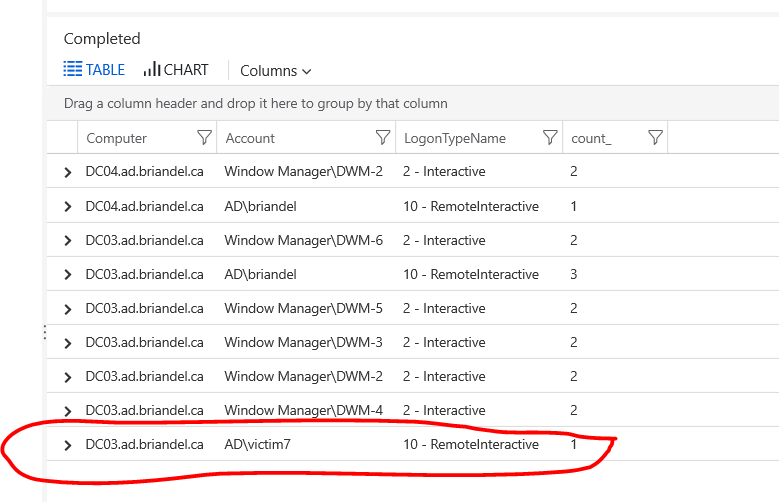 Completed
TABLE CHART Columns
Drag a column header and drop it here to group by that column
Computer Account LogonTypeName count_
DC04.ad.briandel.ca Window Manager\DWM-2 2 - Interactive 2
DC04.ad.briandel.ca AD\briandel 10 - RemoteInteractive 1
DC03.ad.briandel.ca Window Manager\DWM-6 2 - Interactive 2
DC03.ad.briandel.ca AD\briandel 10 - RemoteInteractive 3
DC03.ad.briandel.ca Window Manager\DWM-5 2 - Interactive 2
DC03.ad.briandel.ca Window Manager\DWM-3 2 - Interactive 2
DC03.ad.briandel.ca Window Manager\DWM-2 2 - Interactive 2
DC03.ad.briandel.ca Window Manager\DWM-4 2 - Interactive 2
DC03.ad.briandel.ca AD\victim7 10 - RemoteInteractive 1